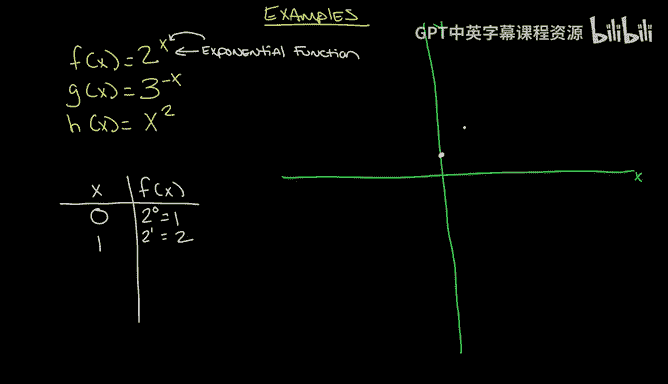 EXAMPLES
GPT中英字幕课程资源 bilibili
f(x)=2^x ← EXPONENTIAL FUNCTION
g(x)=3^-x
h(x)=x^2
x f(x)
0 2^0=1
1 2^1=2
x